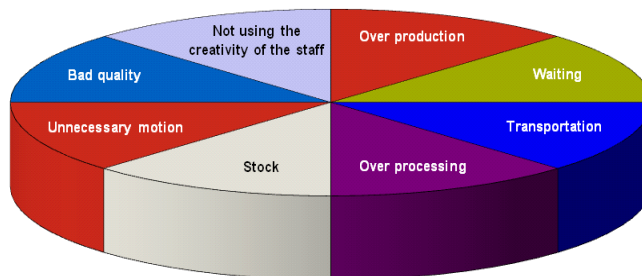 Not using the
creativity of the staff
Over production
Bad quality
Waiting
Unnecessary motion
Transportation
Stock
Over processing